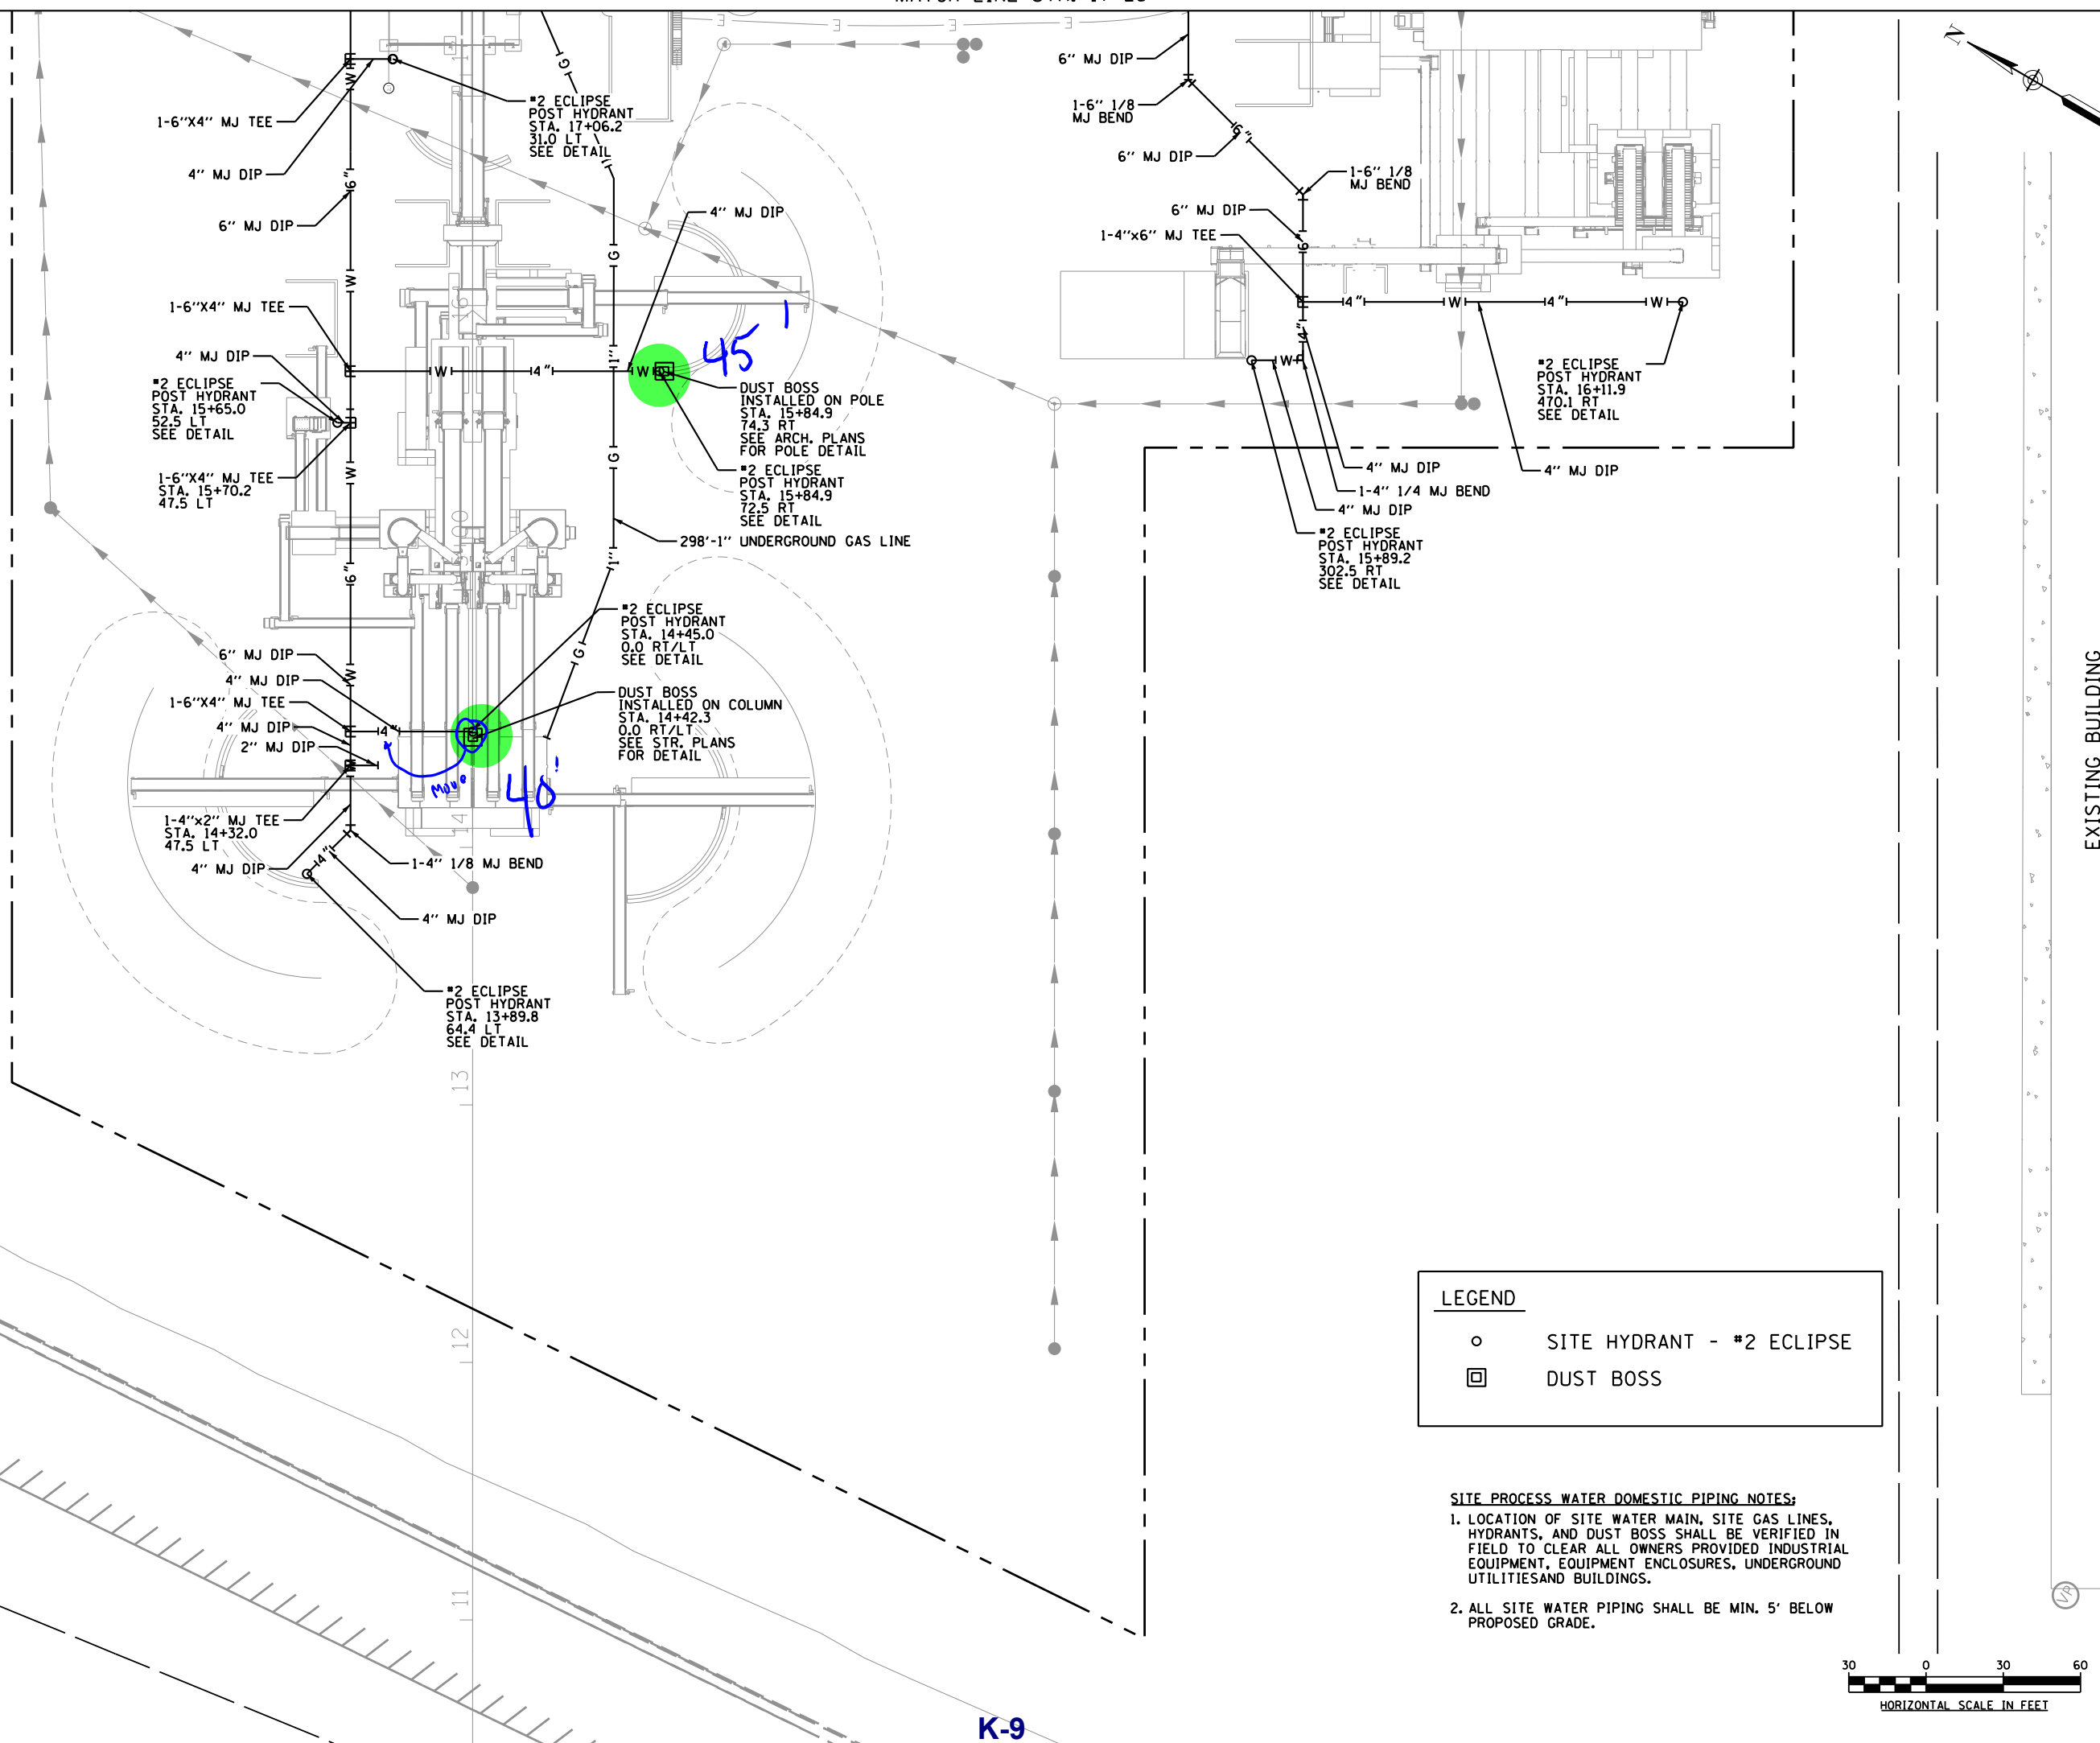 1-6"X4" MJ TEE
4" MJ DIP
6" MJ DIP
1-6"X4" MJ TEE
4" MJ DIP
#2 ECLIPSE
POST HYDRANT
STA. 15+65.0
52.5 LT
SEE DETAIL
1-6"X4" MJ TEE
STA. 15+70.2
47.5 LT
6" MJ DIP
4" MJ DIP
1-6"X4" MJ TEE
4" MJ DIP
2" MJ DIP
1-4"x2" MJ TEE
STA. 14+32.0
47.5 LT
4" MJ DIP
#2 ECLIPSE
POST HYDRANT
STA. 17+06.2
31.0 LT
SEE DETAIL
4" MJ DIP
45'
DUST BOSS
INSTALLED ON POLE
STA. 15+84.9
74.3 RT
SEE ARCH. PLANS
FOR POLE DETAIL
#2 ECLIPSE
POST HYDRANT
STA. 15+84.9
72.5 RT
SEE DETAIL
298'-1" UNDERGROUND GAS LINE
#2 ECLIPSE
POST HYDRANT
STA. 14+45.0
0.0 RT/LT
SEE DETAIL
DUST BOSS
INSTALLED ON COLUMN
STA. 14+42.3
0.0 RT/LT
SEE STR. PLANS
FOR DETAIL
Move
40'
1-4" 1/8 MJ BEND
4" MJ DIP
#2 ECLIPSE
POST HYDRANT
STA. 13+89.8
64.4 LT
SEE DETAIL
14
13
12
11
6" MJ DIP
1-6" 1/8
MJ BEND
6" MJ DIP
1-6" 1/8
MJ BEND
6" MJ DIP
1-4"x6" MJ TEE
#2 ECLIPSE
POST HYDRANT
STA. 16+11.9
470.1 RT
SEE DETAIL
4" MJ DIP
4" MJ DIP
1-4" 1/4 MJ BEND
4" MJ DIP
#2 ECLIPSE
POST HYDRANT
STA. 15+89.2
302.5 RT
SEE DETAIL
N
EXISTING BUILDING
LEGEND
SITE HYDRANT - #2 ECLIPSE
DUST BOSS
SITE PROCESS WATER DOMESTIC PIPING NOTES:
1. LOCATION OF SITE WATER MAIN, SITE GAS LINES,
HYDRANTS, AND DUST BOSS SHALL BE VERIFIED IN
FIELD TO CLEAR ALL OWNERS PROVIDED INDUSTRIAL
EQUIPMENT, EQUIPMENT ENCLOSURES, UNDERGROUND
UTILITIESAND BUILDINGS.
2. ALL SITE WATER PIPING SHALL BE MIN. 5' BELOW
PROPOSED GRADE.
VP
30 0 30 60
HORIZONTAL SCALE IN FEET
K-9